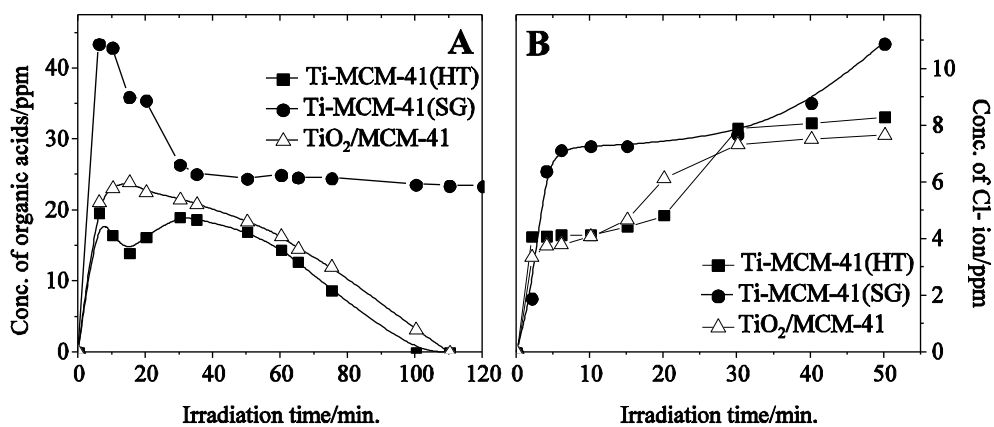 A
B
Ti-MCM-41(HT)
Ti-MCM-41(SG)
TiO2/MCM-41
Conc. of organic acids/ppm
40
30
20
10
0
0 20 40 60 80 100 120
Irradiation time/min.
Ti-MCM-41(HT)
Ti-MCM-41(SG)
TiO2/MCM-41
Conc. of Cl- ion/ppm
10
8
6
4
2
0
0 10 20 30 40 50
Irradiation time/min.